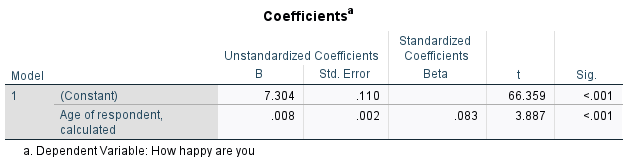 Coefficientsᵃ
Unstandardized Coefficients Standardized Coefficients
Model B Std. Error Beta t Sig.
1 (Constant) 7.304 .110 66.359 <.001
Age of respondent, calculated .008 .002 .083 3.887 <.001
a. Dependent Variable: How happy are you